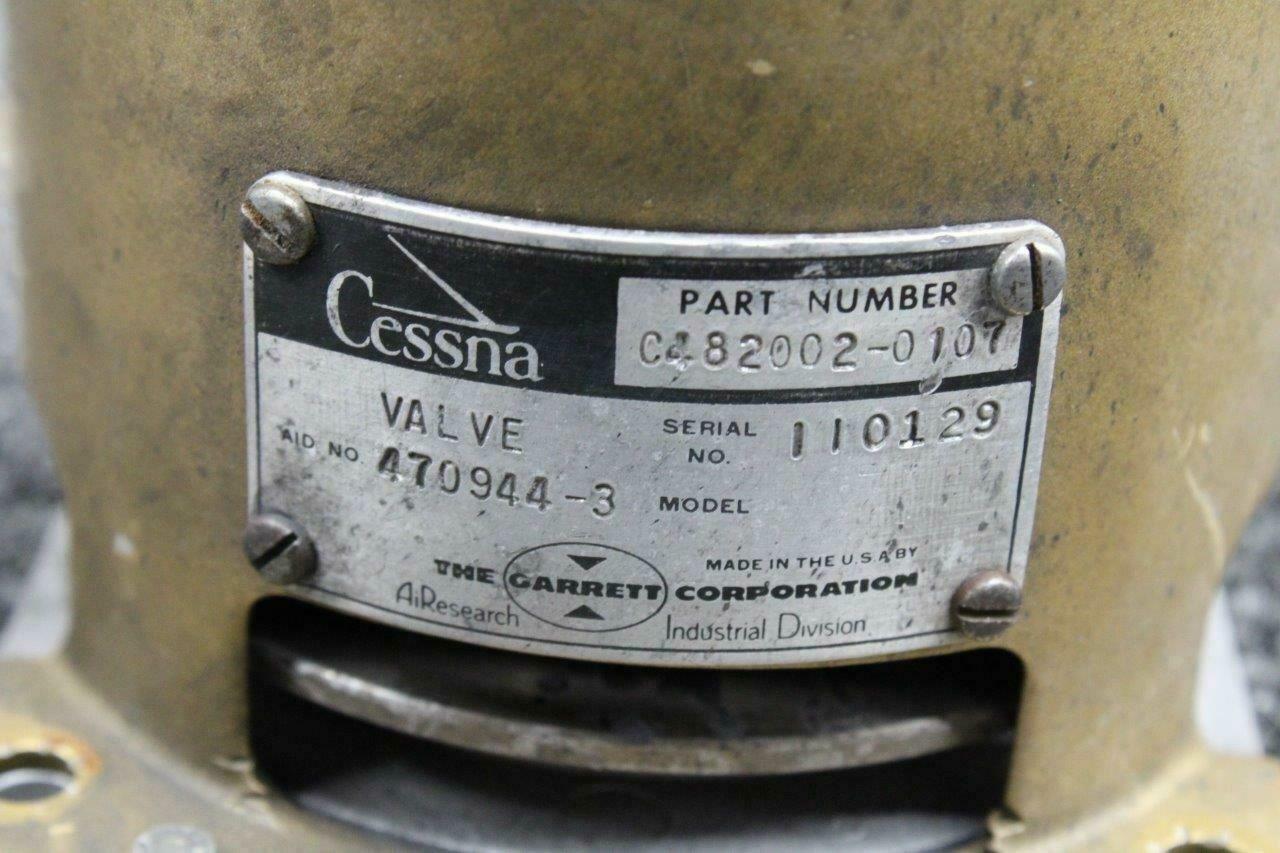 Cessna
PART NUMBER
C482002-0107
VALVE
SERIAL NO. 110129
AID NO. 470944-3
MODEL
MADE IN THE U.S.A BY
THE GARRETT CORPORATION
AiResearch Industrial Division